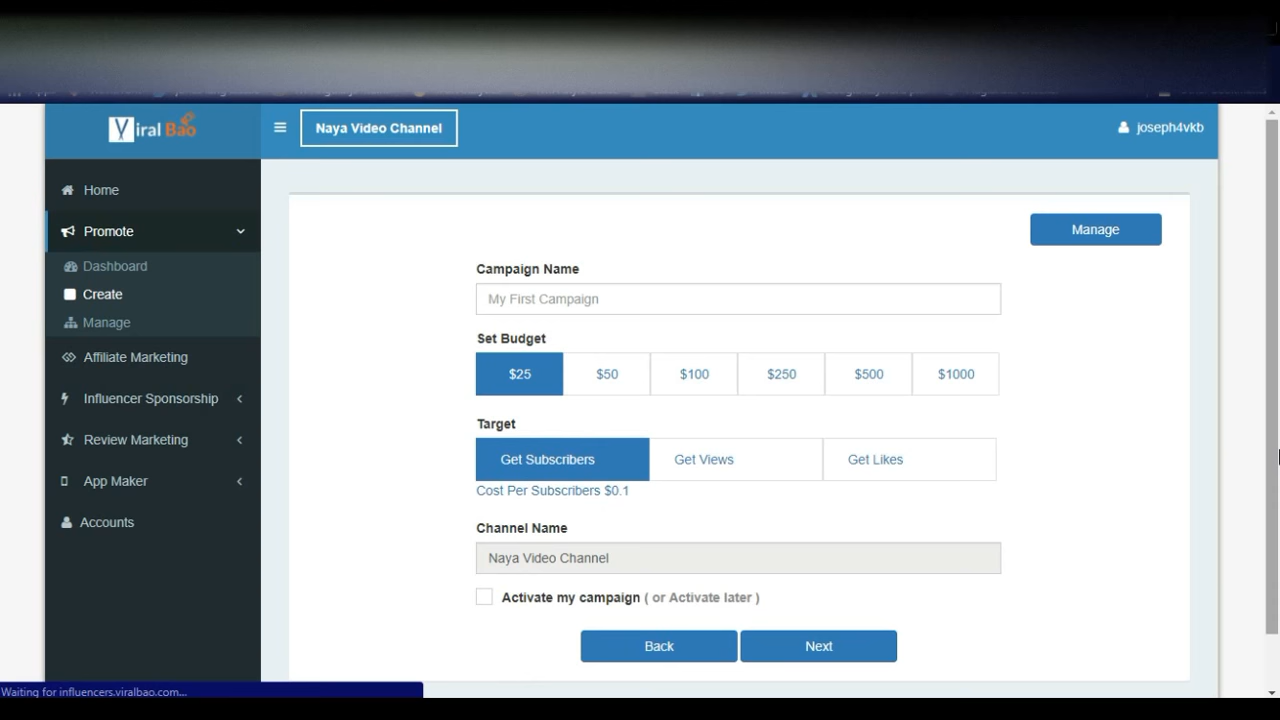 Viral Bao
Naya Video Channel
joseph4vkb
Home
Promote
Dashboard
Create
Manage
Affiliate Marketing
Influencer Sponsorship
Review Marketing
App Maker
Accounts
Manage
Campaign Name
My First Campaign
Set Budget
$25 $50 $100 $250 $500 $1000
Target
Get Subscribers Get Views Get Likes
Cost Per Subscribers $0.1
Channel Name
Naya Video Channel
Activate my campaign ( or Activate later )
Back Next
Waiting for influencers.viralbao.com...